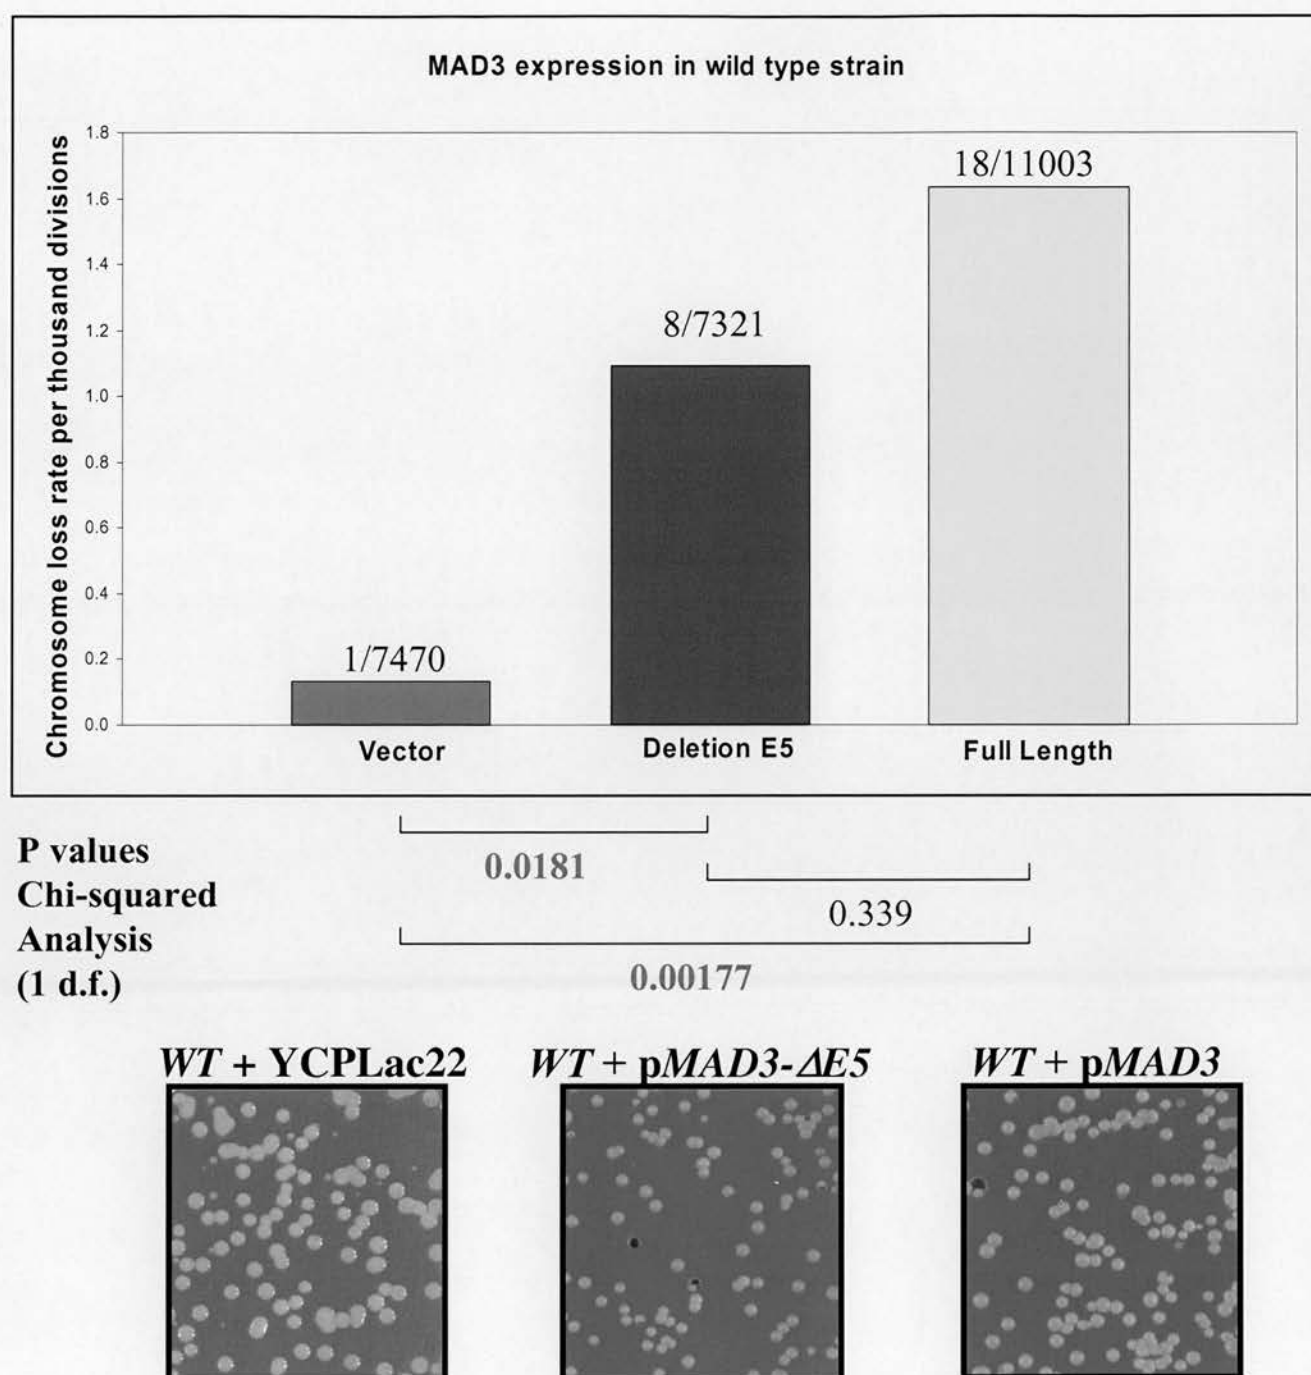 MAD3 expression in wild type strain
Chromosome loss rate per thousand divisions
1.8
1.6
1.4
1.2
1.0
0.8
0.6
0.4
0.2
0.0
1/7470
8/7321
18/11003
Vector
Deletion E5
Full Length
P values
Chi-squared
Analysis
(1 d.f.)
0.0181
0.339
0.00177
WT + YCPLac22
WT + pMAD3-ΔE5
WT + pMAD3